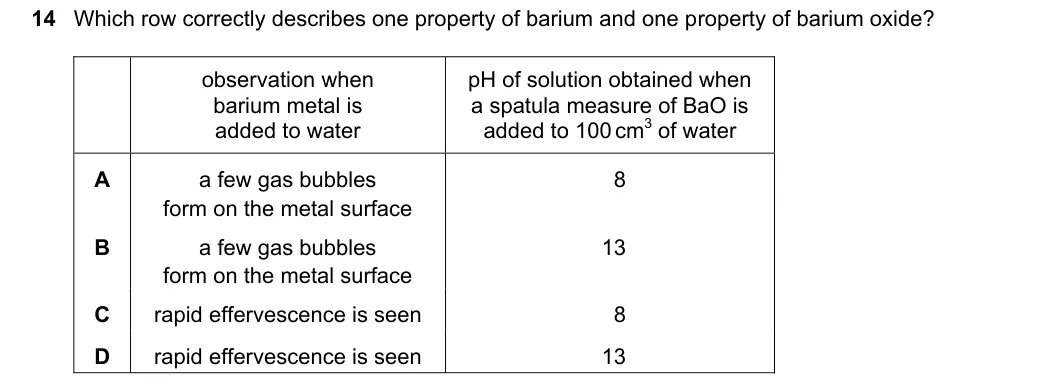 14 Which row correctly describes one property of barium and one property of barium oxide?
observation when
barium metal is
added to water
pH of solution obtained when
a spatula measure of BaO is
added to 100 cm³ of water
A a few gas bubbles 8
form on the metal surface
B a few gas bubbles 13
form on the metal surface
C rapid effervescence is seen 8
D rapid effervescence is seen 13